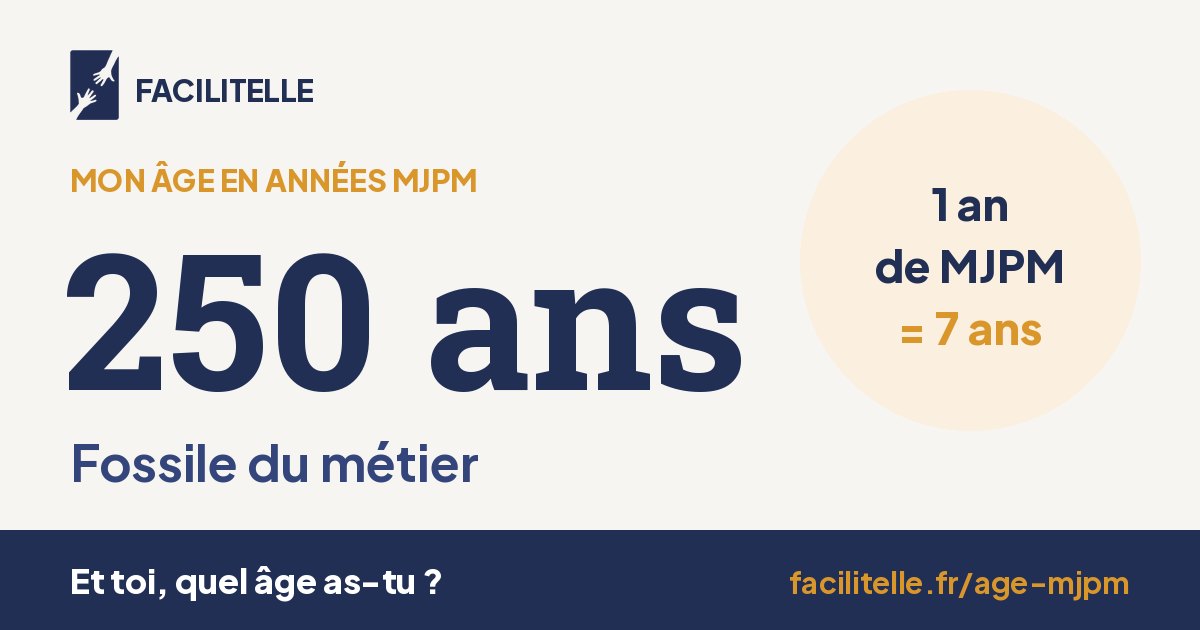 FACILITELLE
MON ÂGE EN ANNÉES MJPM
250 ans
Fossile du métier
1 an
de MJPM
= 7 ans
Et toi, quel âge as-tu ?
facilitelle.fr/age-mjpm